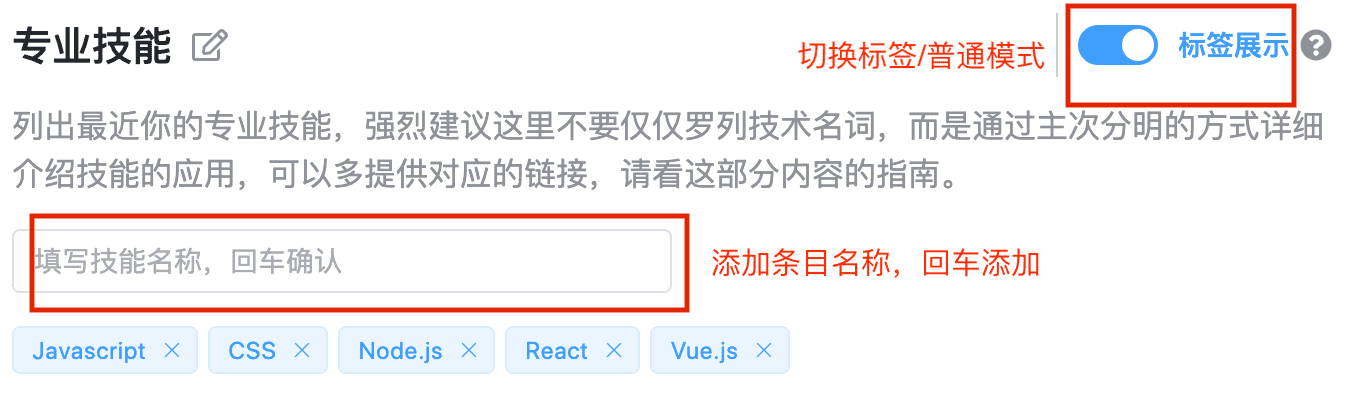 专业技能
切换标签/普通模式
标签展示
?
列出最近你的专业技能，强烈建议这里不要仅仅罗列技术名词，而是通过主次分明的方式详细
介绍技能的应用，可以多提供对应的链接，请看这部分内容的指南。
填写技能名称，回车确认
添加条目名称，回车添加
Javascript × CSS × Node.js × React × Vue.js ×